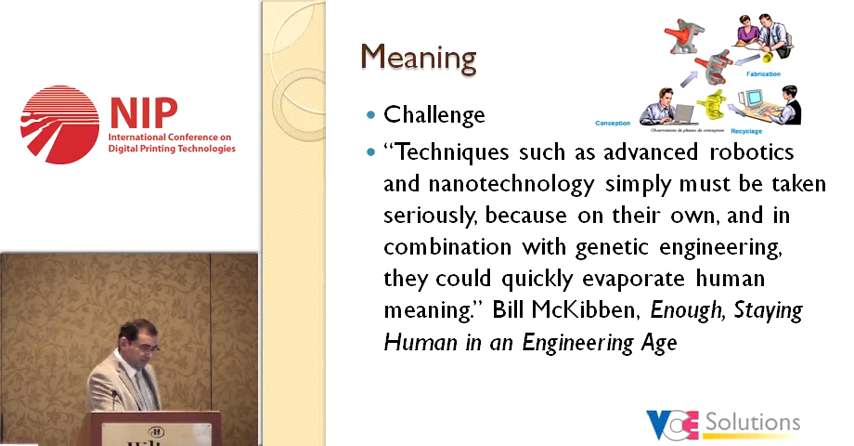 NIP
International Conference on
Digital Printing Technologies
Meaning
Fabrication
Conception
Observations de phases de conception
Recyclage
Challenge
“Techniques such as advanced robotics
and nanotechnology simply must be taken
seriously, because on their own, and in
combination with genetic engineering,
they could quickly evaporate human
meaning.” Bill McKibben, Enough, Staying
Human in an Engineering Age
VCE Solutions